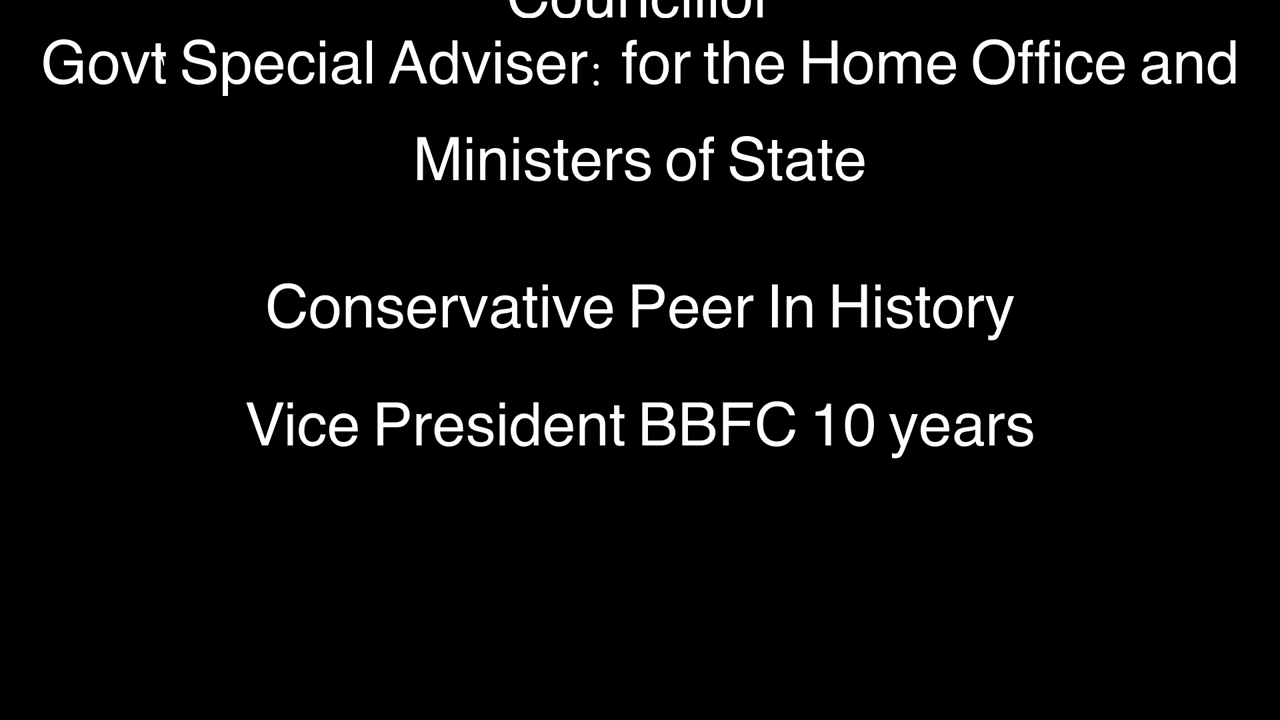 Councillor
Govt Special Adviser: for the Home Office and
Ministers of State
Conservative Peer In History
Vice President BBFC 10 years